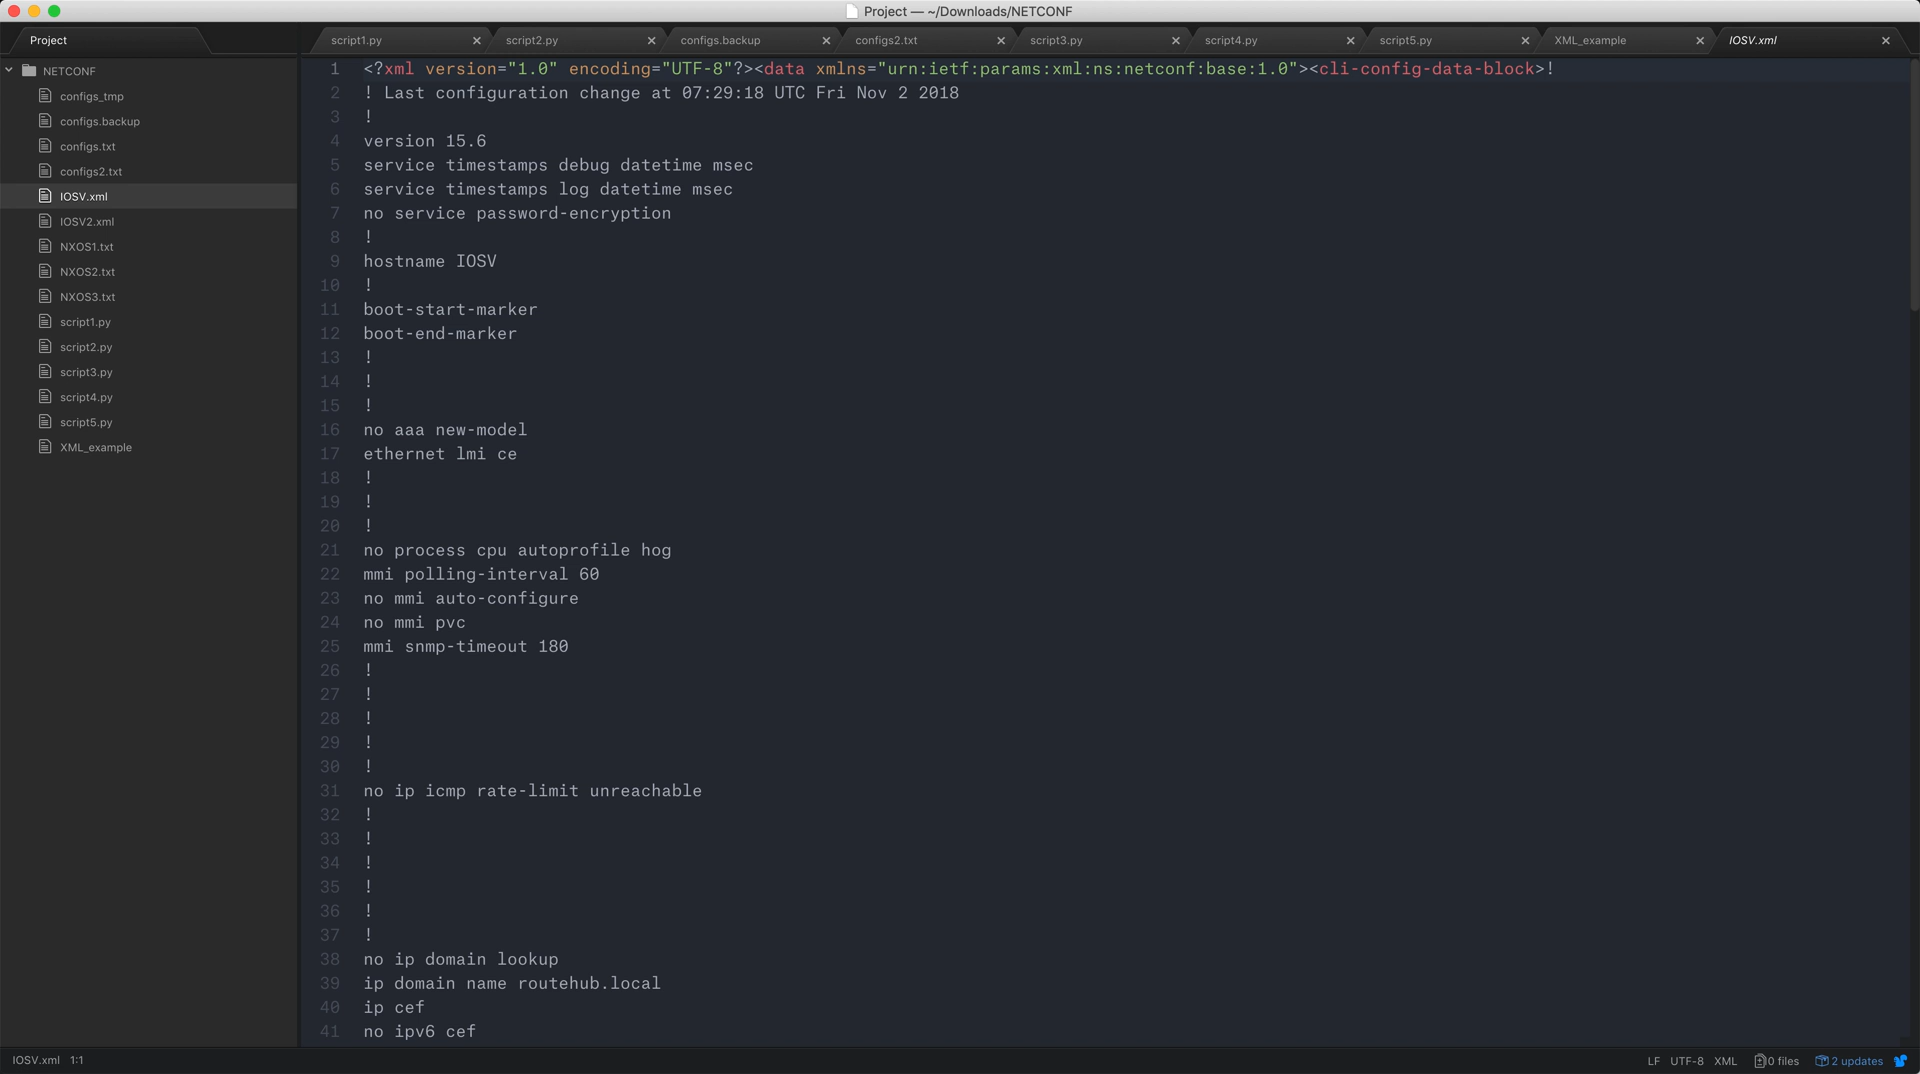 Project — ~/Downloads/NETCONF
Project
script1.py
script2.py
configs.backup
configs2.txt
script3.py
script4.py
script5.py
XML_example
IOSV.xml
NETCONF
configs_tmp
configs.backup
configs.txt
configs2.txt
IOSV.xml
IOSV2.xml
NXOS1.txt
NXOS2.txt
NXOS3.txt
script1.py
script2.py
script3.py
script4.py
script5.py
XML_example
1 <?xml version="1.0" encoding="UTF-8"?><data xmlns="urn:ietf:params:xml:ns:netconf:base:1.0"><cli-config-data-block>!
2 ! Last configuration change at 07:29:18 UTC Fri Nov 2 2018
3 !
4 version 15.6
5 service timestamps debug datetime msec
6 service timestamps log datetime msec
7 no service password-encryption
8 !
9 hostname IOSV
10 !
11 boot-start-marker
12 boot-end-marker
13 !
14 !
15 !
16 no aaa new-model
17 ethernet lmi ce
18 !
19 !
20 !
21 no process cpu autoprofile hog
22 mmi polling-interval 60
23 no mmi auto-configure
24 no mmi pvc
25 mmi snmp-timeout 180
26 !
27 !
28 !
29 !
30 !
31 no ip icmp rate-limit unreachable
32 !
33 !
34 !
35 !
36 !
37 !
38 no ip domain lookup
39 ip domain name routehub.local
40 ip cef
41 no ipv6 cef
IOSV.xml 1:1
LF UTF-8 XML 0 files 2 updates